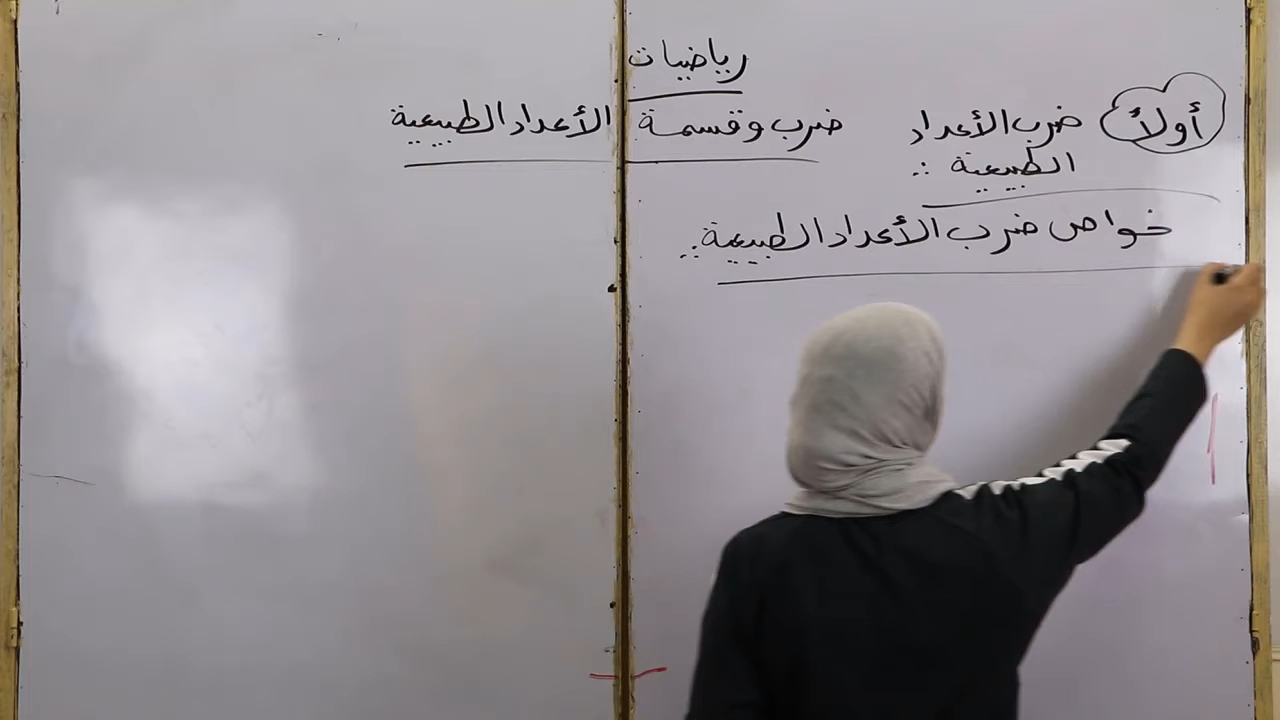 رياضيات
ضرب وقسمة الأعداد الطبيعية
أولاً ضرب الأعداد
الطبيعية :.
خواص ضرب الأعداد الطبيعية: